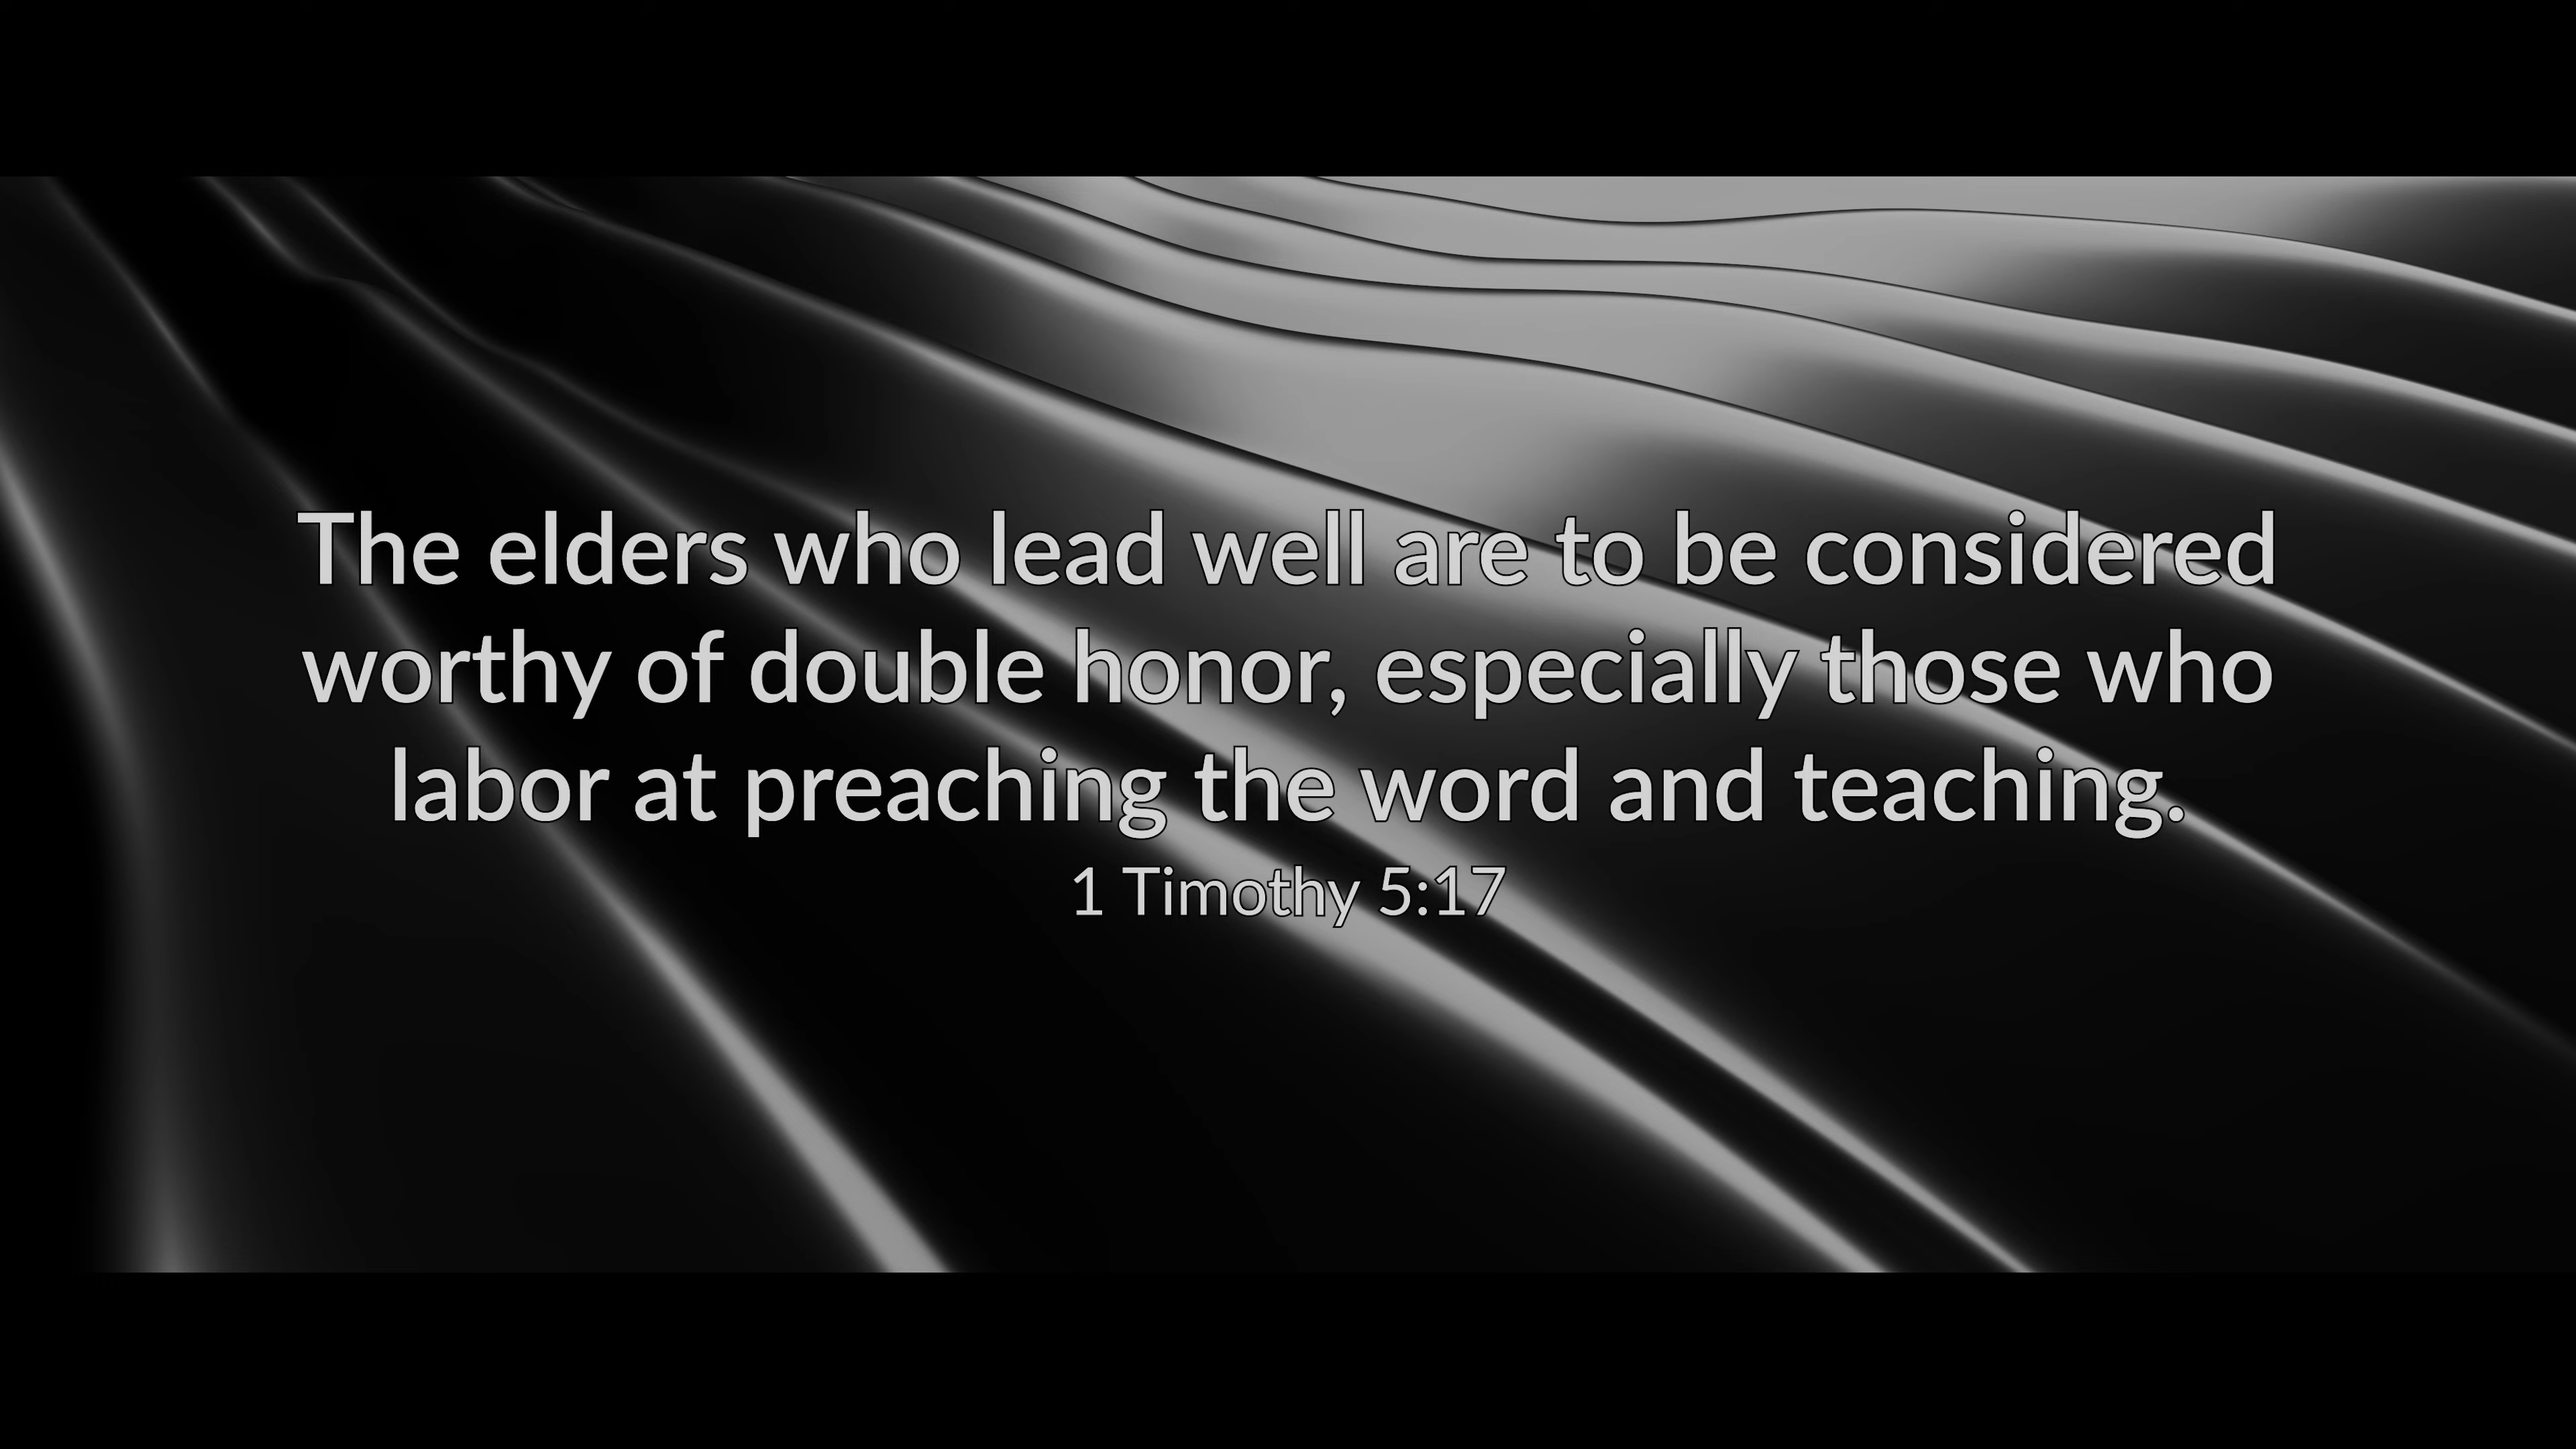 The elders who lead well are to be considered
worthy of double honor, especially those who
labor at preaching the word and teaching.
1 Timothy 5:17